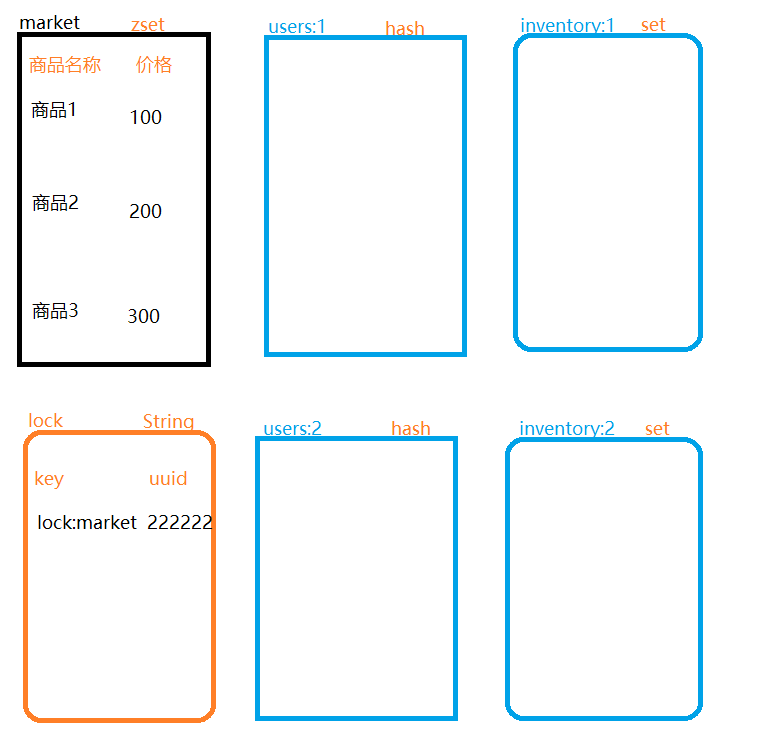 market zset
商品名称 价格
商品1 100
商品2 200
商品3 300
users:1 hash
inventory:1 set
lock String
key uuid
lock:market 222222
users:2 hash
inventory:2 set